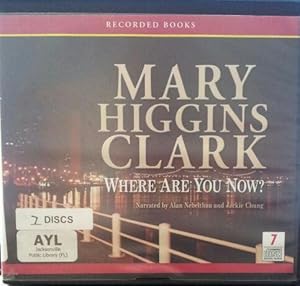 RECORDED BOOKS
MARY
HIGGINS
CLARK
WHERE ARE YOU NOW?
Narrated by Alan Nebelthau and Jackie Chung
7 DISCS
AYL
Jacksonville
Public Library (FL)
7